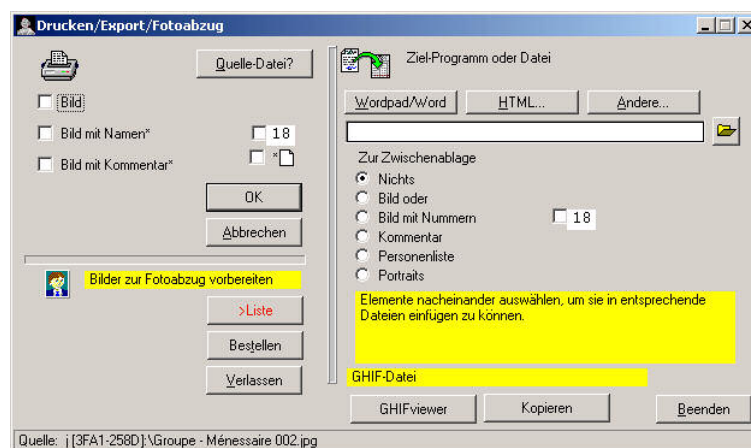 Drucken/Export/Fotoabzug
Quelle-Datei?
Bild
Bild mit Namen*
18
Bild mit Kommentar*
*
OK
Abbrechen
Bilder zur Fotoabzug vorbereiten
>Liste
Bestellen
Verlassen
Ziel-Programm oder Datei
Wordpad/Word
HTML...
Andere...
Zur Zwischenablage
Nichts
Bild oder
Bild mit Nummern
18
Kommentar
Personenliste
Portraits
Elemente nacheinander auswählen, um sie in entsprechende
Dateien einfügen zu können.
GHIF-Datei
GHIFviewer
Kopieren
Beenden
Quelle: j [3FA1-258D]:\Groupe - Ménessaire 002.jpg